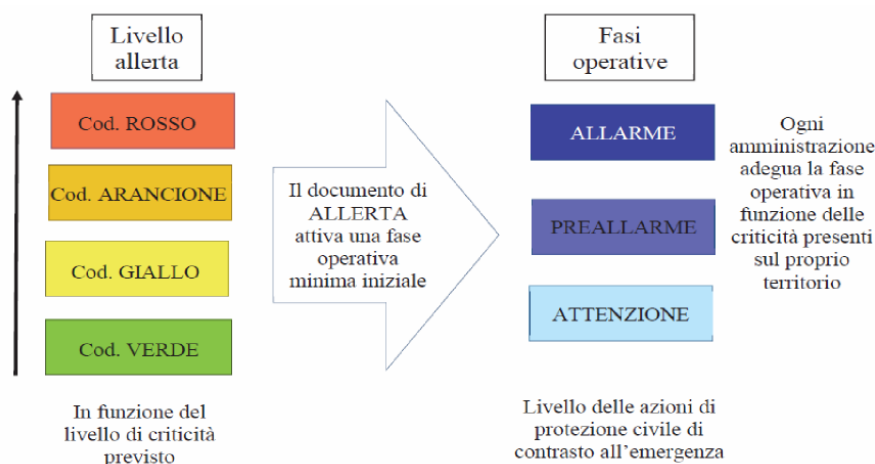 Livello
allerta
Cod. ROSSO
Cod. ARANCIONE
Cod. GIALLO
Cod. VERDE
In funzione del
livello di criticità
previsto
Il documento di
ALLERTA
attiva una fase
operativa
minima iniziale
Fasi
operative
ALLARME
PREALLARME
ATTENZIONE
Livello delle azioni di
protezione civile di
contrasto all'emergenza
Ogni
amministrazione
adegua la fase
operativa in
funzione delle
criticità presenti
sul proprio
territorio